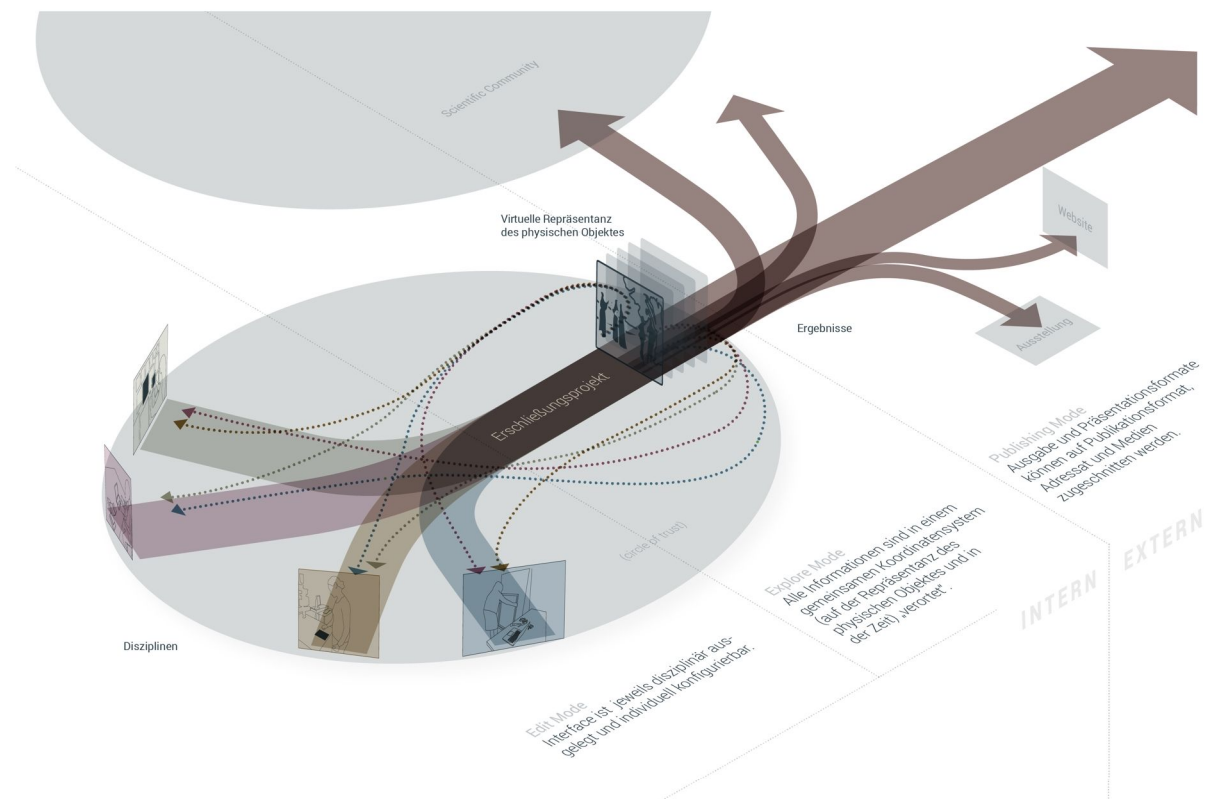 Scientific Community
Virtuelle Repräsentanz
des physischen Objektes
Website
Ergebnisse
Ausstellung
Erschließungsprojekt
(circle of trust)
Disziplinen
Edit Mode
Interface ist jeweils disziplinär aus-
gelegt und individuell konfigurierbar.
Explore Mode
Alle Informationen sind in einem
gemeinsamen Koordinatensystem
(auf der Repräsentanz des
physischen Objektes und in
der Zeit) „verortet“.
Publishing Mode
Ausgabe und Präsentationsformate
können auf Publikationsformat,
Adressat und Medien
zugeschnitten werden.
INTERN
EXTERN